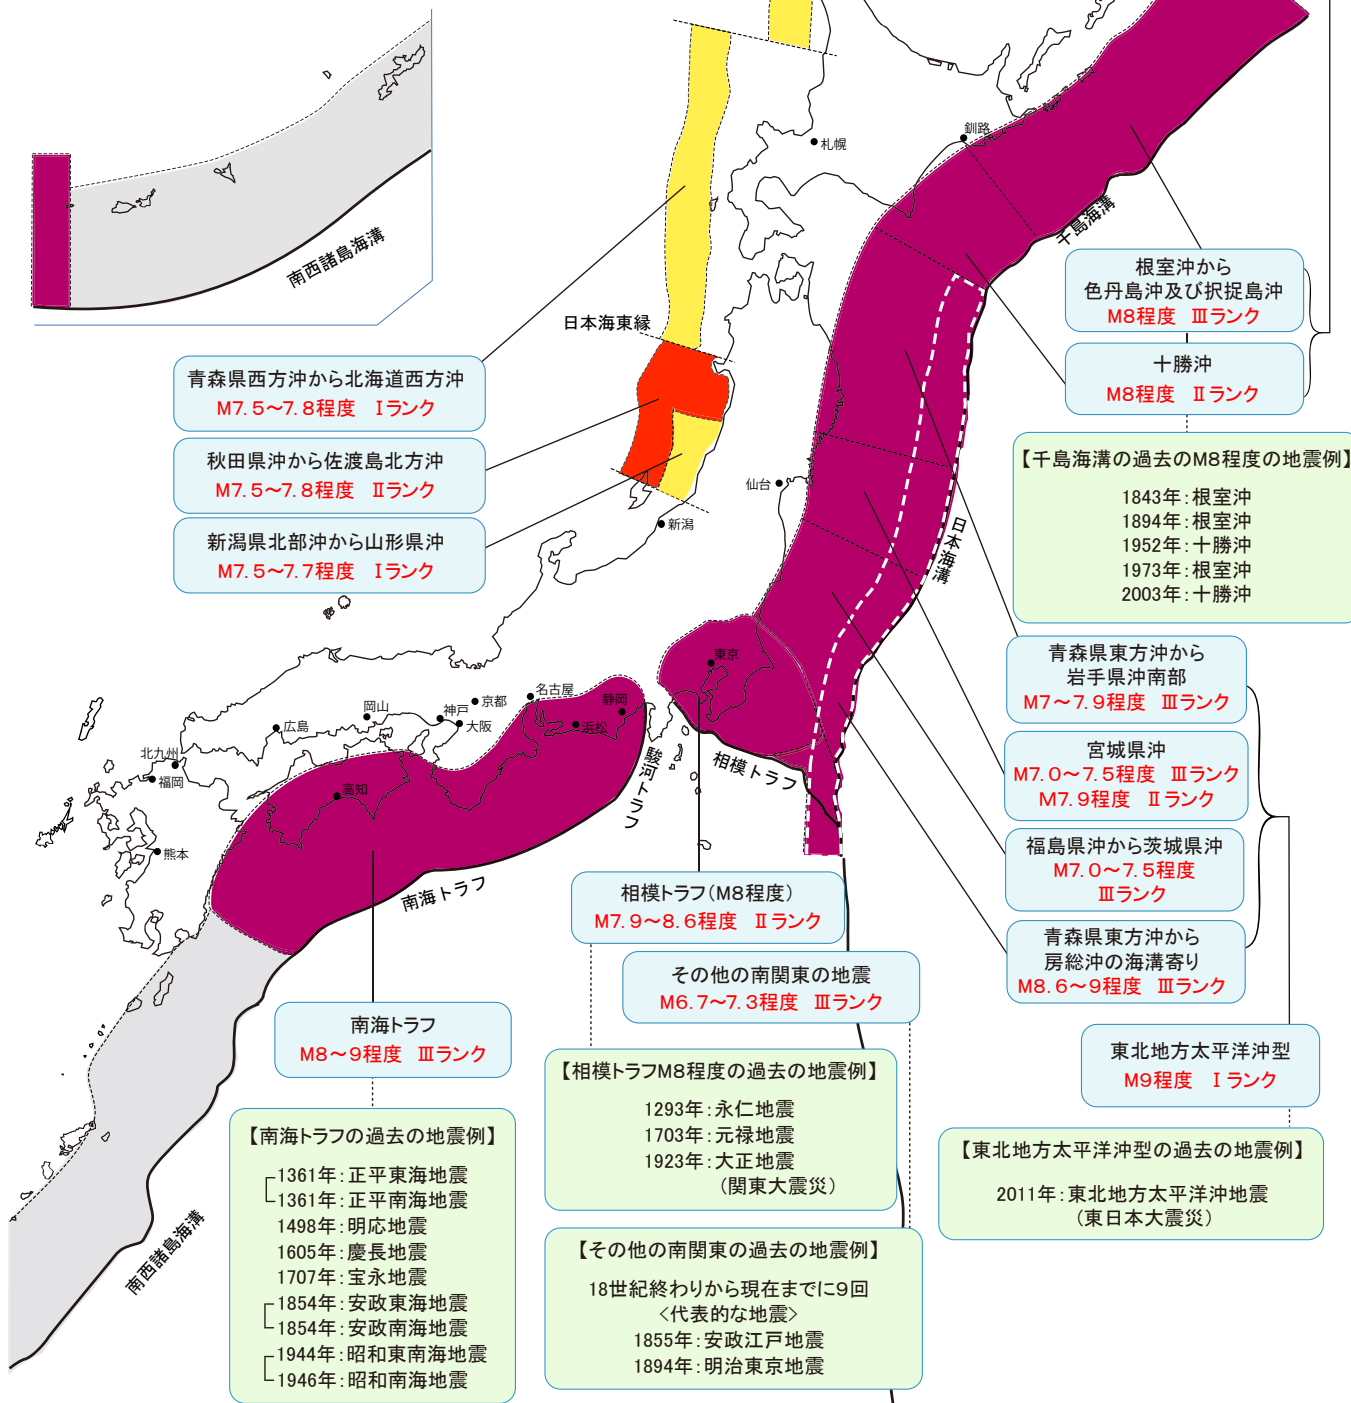 札幌
釧路
千島海溝
南西諸島海溝
日本海東縁
根室沖から
色丹島沖及び択捉島沖
M8程度 Ⅲランク
十勝沖
M8程度 Ⅱランク
青森県西方沖から北海道西方沖
M7.5～7.8程度 Ⅰランク
秋田県沖から佐渡島北方沖
M7.5～7.8程度 Ⅱランク
新潟県北部沖から山形県沖
M7.5～7.7程度 Ⅰランク
【千島海溝の過去のM8程度の地震例】
1843年：根室沖
1894年：根室沖
1952年：十勝沖
1973年：根室沖
2003年：十勝沖
仙台
新潟
日本海溝
東京
名古屋
静岡
浜松
京都
神戸
大阪
岡山
広島
北九州
福岡
高知
熊本
駿河トラフ
相模トラフ
南海トラフ
青森県東方沖から
岩手県沖南部
M7～7.9程度 Ⅲランク
宮城県沖
M7.0～7.5程度 Ⅲランク
M7.9程度 Ⅱランク
福島県沖から茨城県沖
M7.0～7.5程度
Ⅲランク
青森県東方沖から
房総沖の海溝寄り
M8.6～9程度 Ⅲランク
相模トラフ（M8程度）
M7.9～8.6程度 Ⅱランク
その他の南関東の地震
M6.7～7.3程度 Ⅲランク
南海トラフ
M8～9程度 Ⅲランク
東北地方太平洋沖型
M9程度 Ⅰランク
【相模トラフM8程度の過去の地震例】
1293年：永仁地震
1703年：元禄地震
1923年：大正地震
（関東大震災）
【南海トラフの過去の地震例】
1361年：正平東海地震
1361年：正平南海地震
1498年：明応地震
1605年：慶長地震
1707年：宝永地震
1854年：安政東海地震
1854年：安政南海地震
1944年：昭和東南海地震
1946年：昭和南海地震
【東北地方太平洋沖型の過去の地震例】
2011年：東北地方太平洋沖地震
（東日本大震災）
【その他の南関東の過去の地震例】
18世紀終わりから現在までに9回
＜代表的な地震＞
1855年：安政江戸地震
1894年：明治東京地震
南西諸島海溝